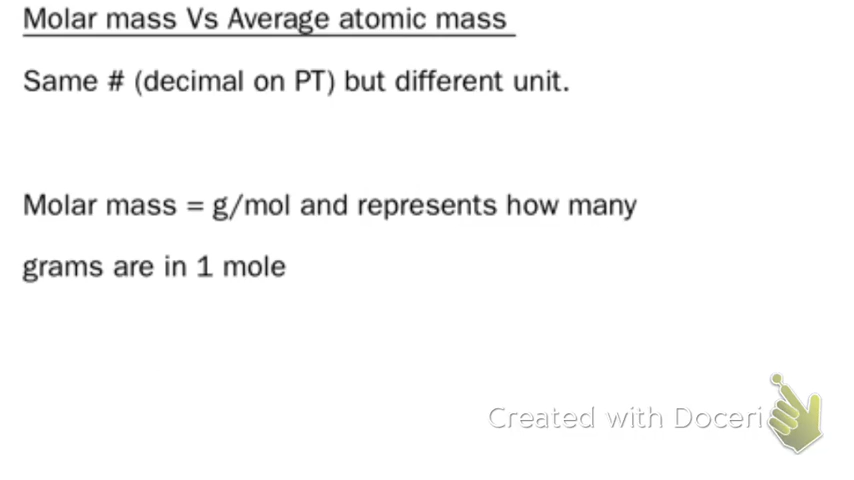 Molar mass Vs Average atomic mass
Same # (decimal on PT) but different unit.
Molar mass = g/mol and represents how many
grams are in 1 mole
Created with Doceri